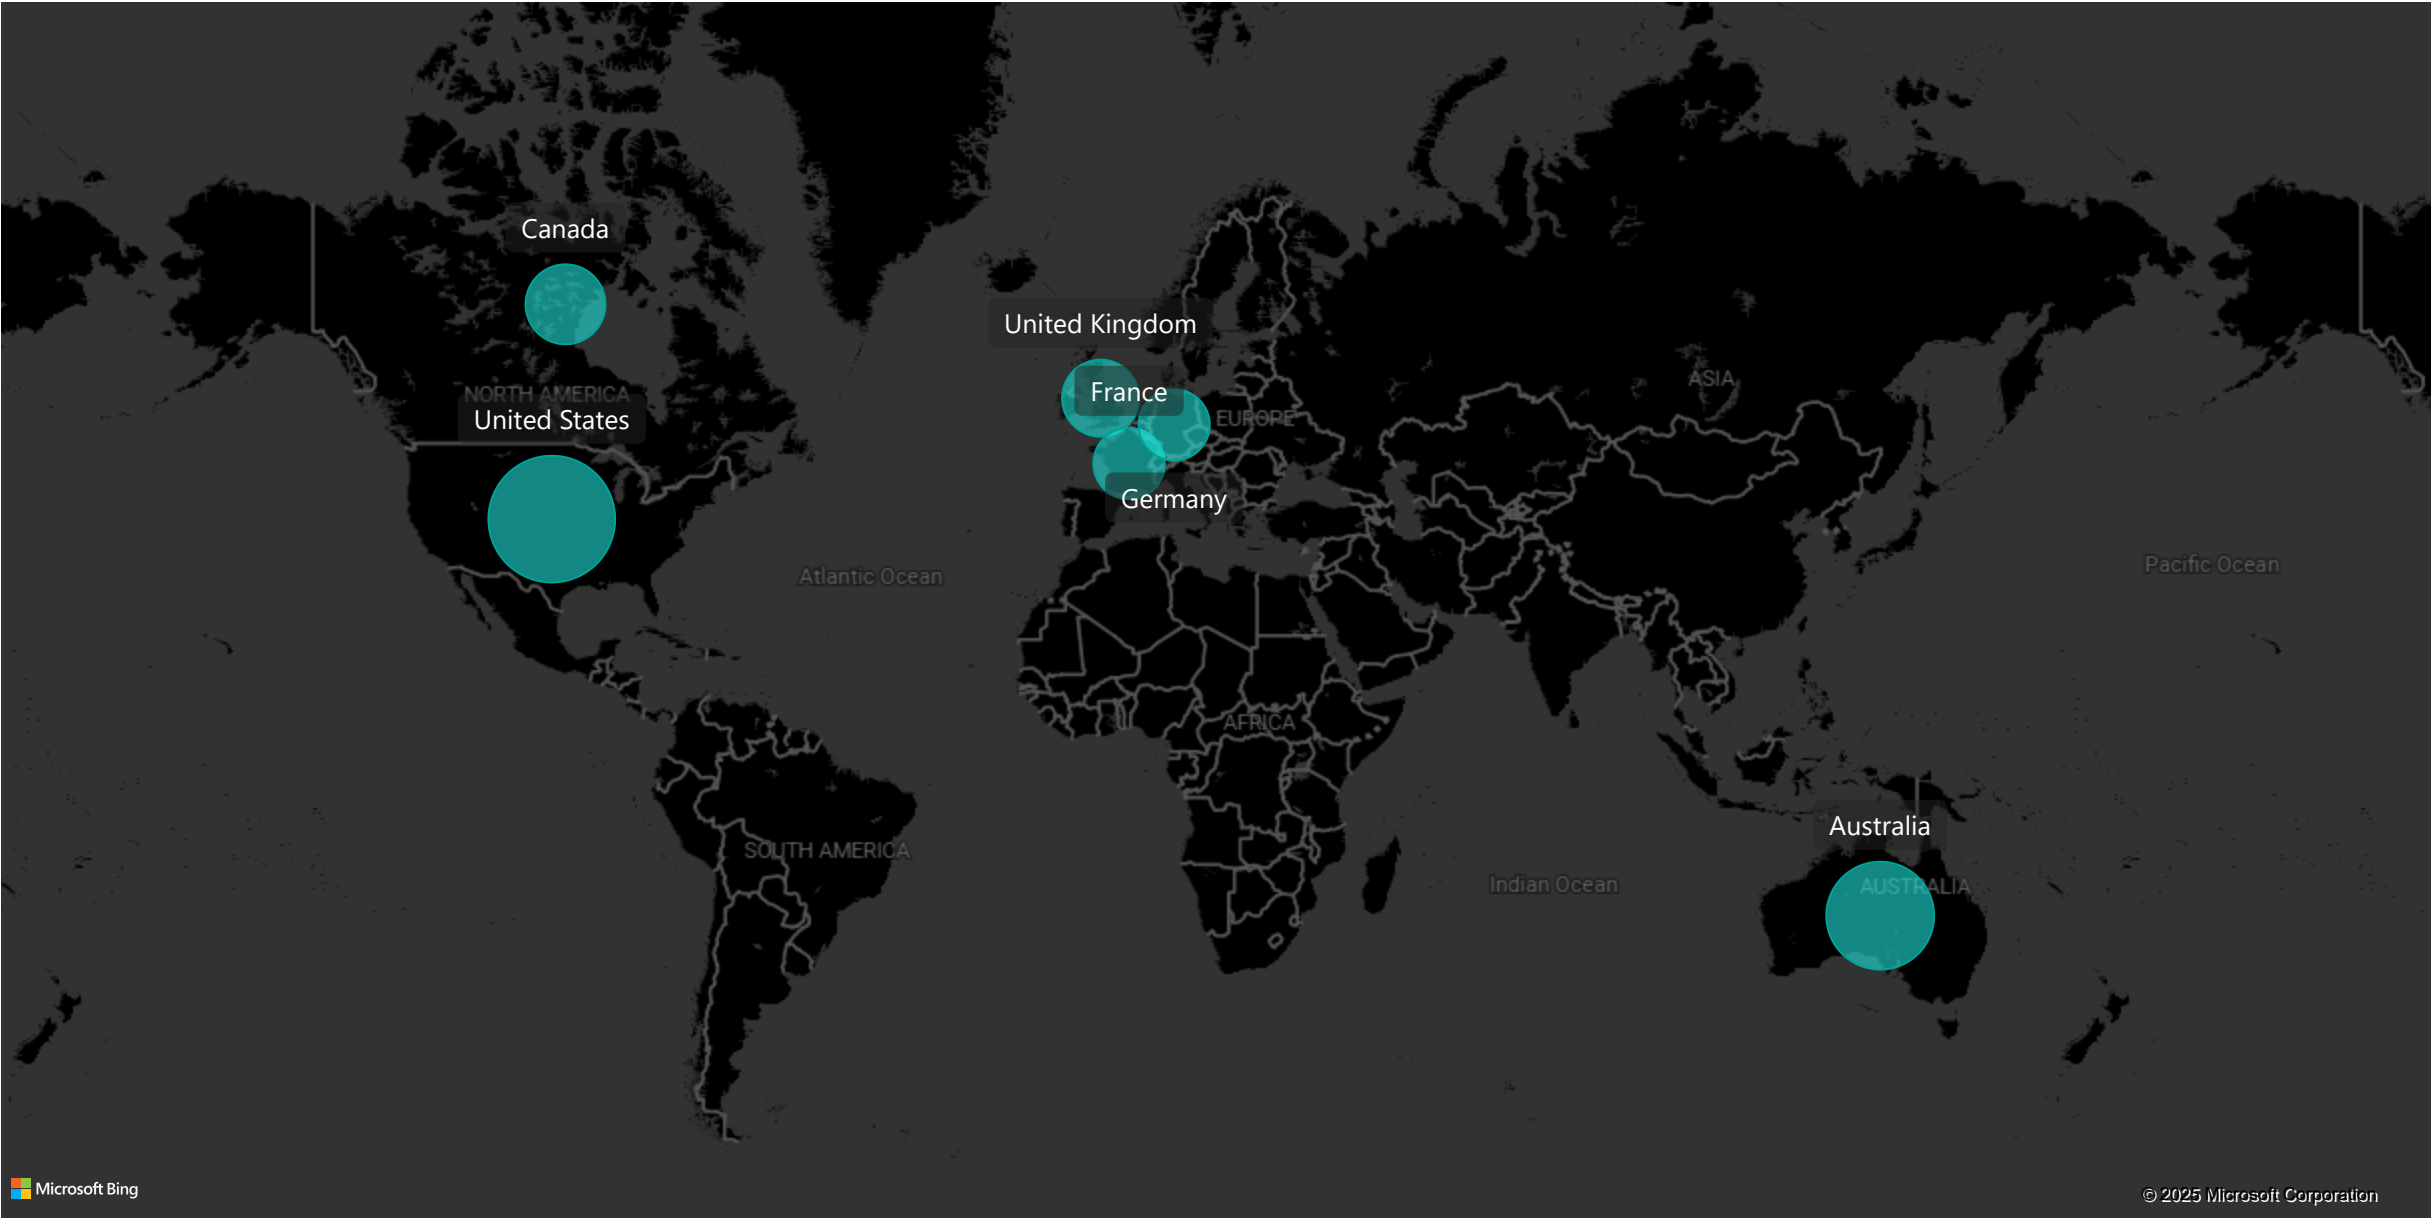 Canada
United Kingdom
ASIA
NORTH AMERICA
France
EUROPE
United States
Germany
Atlantic Ocean
Pacific Ocean
AFRICA
Australia
SOUTH AMERICA
Indian Ocean
AUSTRALIA
Microsoft Bing
© 2025 Microsoft Corporation